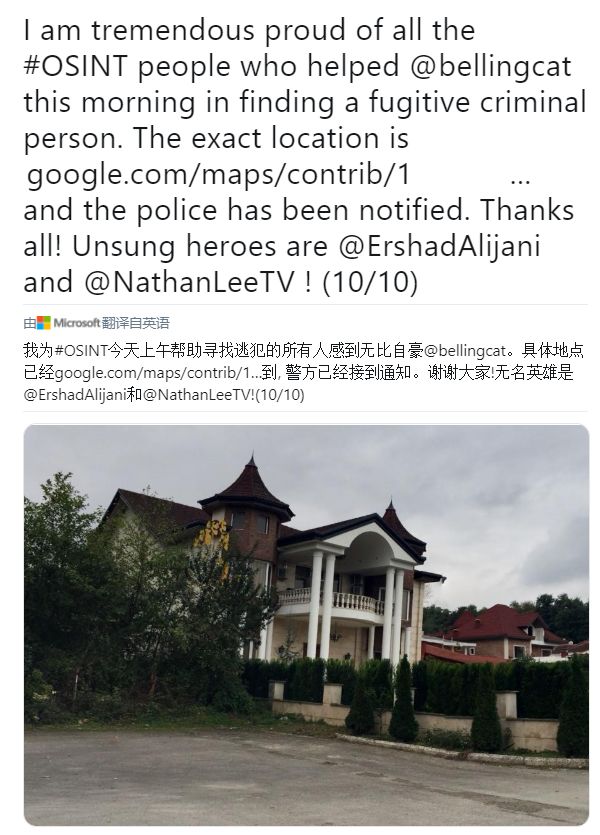 I am tremendous proud of all the
#OSINT people who helped @bellingcat
this morning in finding a fugitive criminal
person. The exact location is
google.com/maps/contrib/1 ...
and the police has been notified. Thanks
all! Unsung heroes are @ErshadAlijani
and @NathanLeeTV ! (10/10)
由 Microsoft 翻译自英语
我为#OSINT今天上午帮助寻找逃犯的所有人感到无比自豪@bellingcat。具体地点
已经google.com/maps/contrib/1...到, 警方已经接到通知。谢谢大家!无名英雄是
@ErshadAlijani和@NathanLeeTV!(10/10)